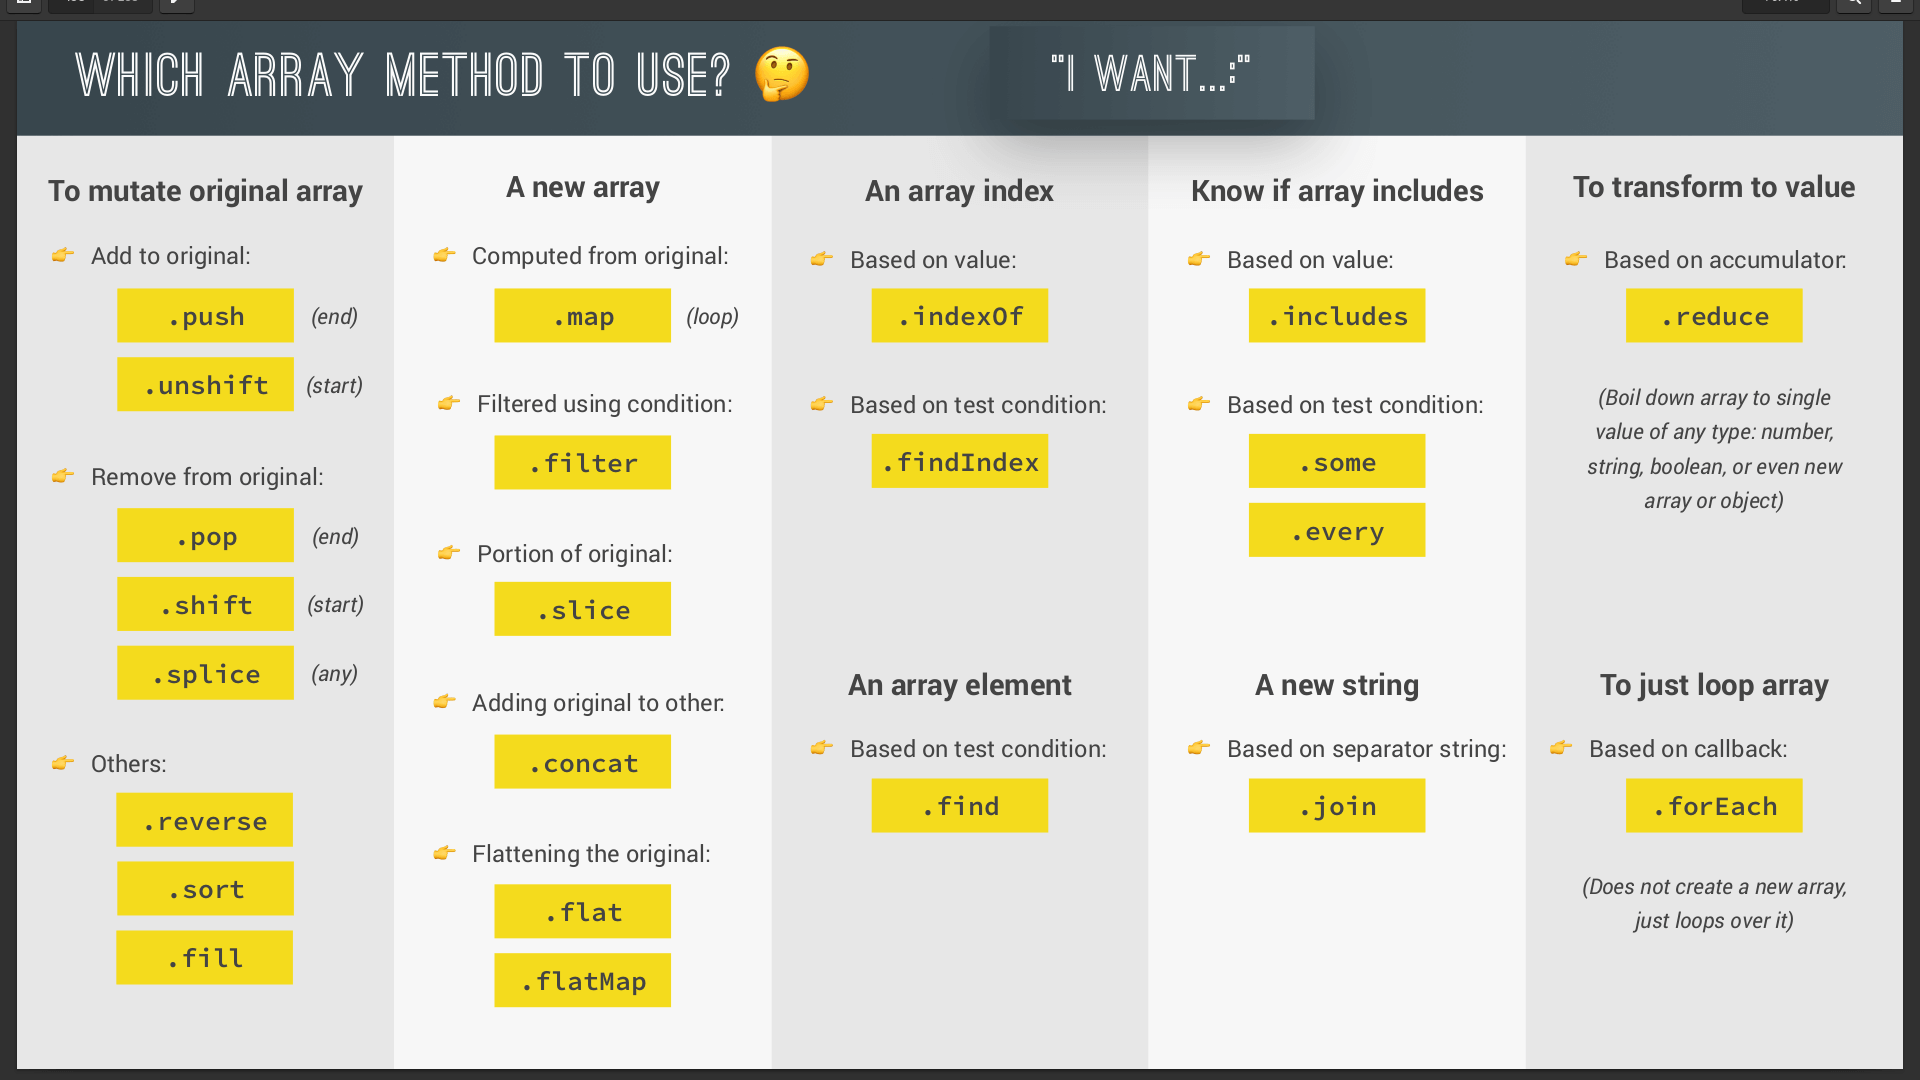 WHICH ARRAY METHOD TO USE? 🤔
"I WANT...:"
To mutate original array
👉 Add to original:
.push (end)
.unshift (start)
👉 Remove from original:
.pop (end)
.shift (start)
.splice (any)
👉 Others:
.reverse
.sort
.fill
A new array
👉 Computed from original:
.map (loop)
👉 Filtered using condition:
.filter
👉 Portion of original:
.slice
👉 Adding original to other:
.concat
👉 Flattening the original:
.flat
.flatMap
An array index
👉 Based on value:
.indexOf
👉 Based on test condition:
.findIndex
An array element
👉 Based on test condition:
.find
Know if array includes
👉 Based on value:
.includes
👉 Based on test condition:
.some
.every
A new string
👉 Based on separator string:
.join
To transform to value
👉 Based on accumulator:
.reduce
(Boil down array to single
value of any type: number,
string, boolean, or even new
array or object)
To just loop array
👉 Based on callback:
.forEach
(Does not create a new array,
just loops over it)